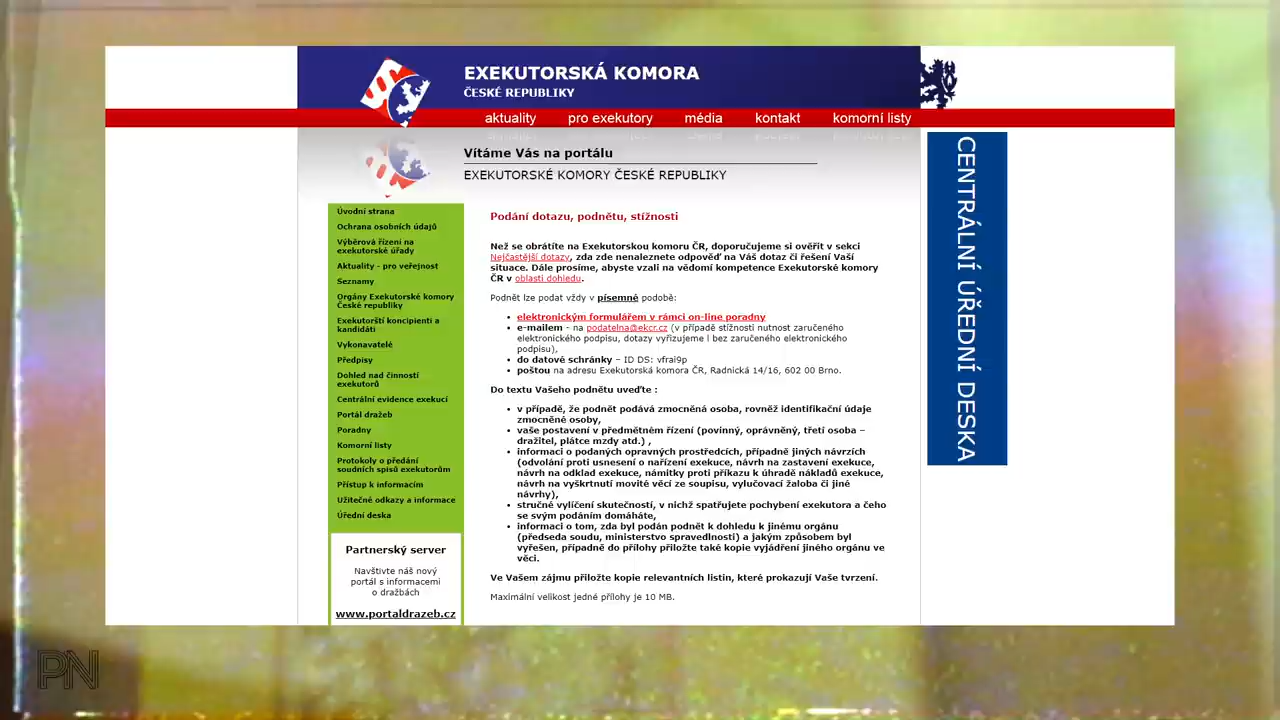 EXEKUTORSKÁ KOMORA
ČESKÉ REPUBLIKY
aktuality pro exekutory média kontakt komorní listy
Vítáme Vás na portálu
EXEKUTORSKÉ KOMORY ČESKÉ REPUBLIKY
CENTRÁLNÍ ÚŘEDNÍ DESKA
Úvodní strana
Ochrana osobních údajů
Výběrová řízení na
exekutorské úřady
Aktuality - pro veřejnost
Seznamy
Orgány Exekutorské komory
České republiky
Exekutorští koncipienti a
kandidáti
Vykonavatelé
Předpisy
Dohled nad činností
exekutorů
Centrální evidence exekucí
Portál dražeb
Poradny
Komorní listy
Protokoly o předání
soudních spisů exekutorům
Přístup k informacím
Užitečné odkazy a informace
Úřední deska
Partnerský server
Navštivte náš nový
portál s informacemi
o dražbách
www.portaldrazeb.cz
Podání dotazu, podnětu, stížnosti
Než se obrátíte na Exekutorskou komoru ČR, doporučujeme si ověřit v sekci
Nejčastější dotazy, zda zde nenaleznete odpověď na Váš dotaz či řešení Vaší
situace. Dále prosíme, abyste vzali na vědomí kompetence Exekutorské komory
ČR v oblasti dohledu.
Podnět lze podat vždy v písemné podobě:
• elektronickým formulářem v rámci on-line poradny
• e-mailem - na podatelna@ekcr.cz (v případě stížnosti nutnost zaručeného
elektronického podpisu, dotazy vyřizujeme i bez zaručeného elektronického
podpisu),
• do datové schránky – ID DS: vfrai9p
• poštou na adresu Exekutorská komora ČR, Radnická 14/16, 602 00 Brno.
Do textu Vašeho podnětu uveďte :
• v případě, že podnět podává zmocněná osoba, rovněž identifikační údaje
zmocněné osoby,
• vaše postavení v předmětném řízení (povinný, oprávněný, třetí osoba –
dražitel, plátce mzdy atd.) ,
• informaci o podaných opravných prostředcích, případně jiných návrzích
(odvolání proti usnesení o nařízení exekuce, návrh na zastavení exekuce,
návrh na odklad exekuce, námitky proti příkazu k úhradě nákladů exekuce,
návrh na vyškrtnutí movité věci ze soupisu, vylučovací žaloba či jiné
návrhy),
• stručné vylíčení skutečností, v nichž spatřujete pochybení exekutora a čeho
se svým podáním domáháte,
• informaci o tom, zda byl podán podnět k dohledu k jinému orgánu
(předseda soudu, ministerstvo spravedlnosti) a jakým způsobem byl
vyřešen, případně do přílohy přiložte také kopie vyjádření jiného orgánu ve
věci.
Ve Vašem zájmu přiložte kopie relevantních listin, které prokazují Vaše tvrzení.
Maximální velikost jedné přílohy je 10 MB.
PN